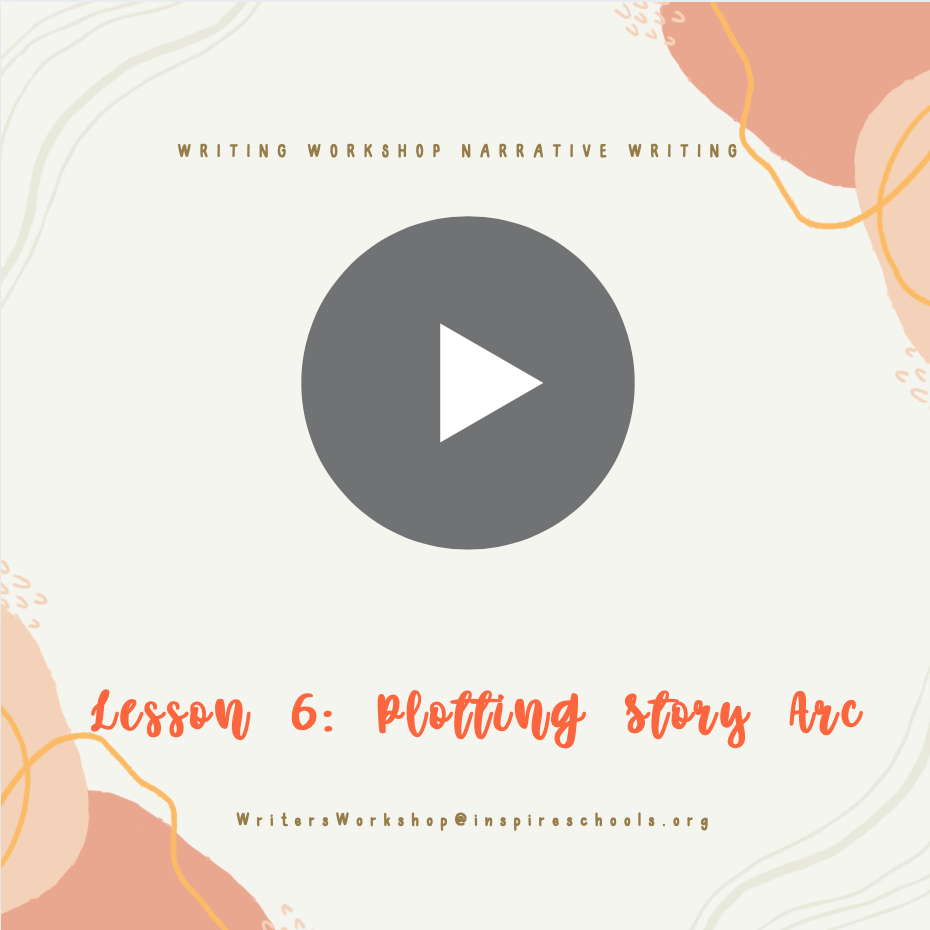 WRITING WORKSHOP NARRATIVE WRITING
Lesson 6: Plotting Story Arc
WritersWorkshop@inspireschools.org